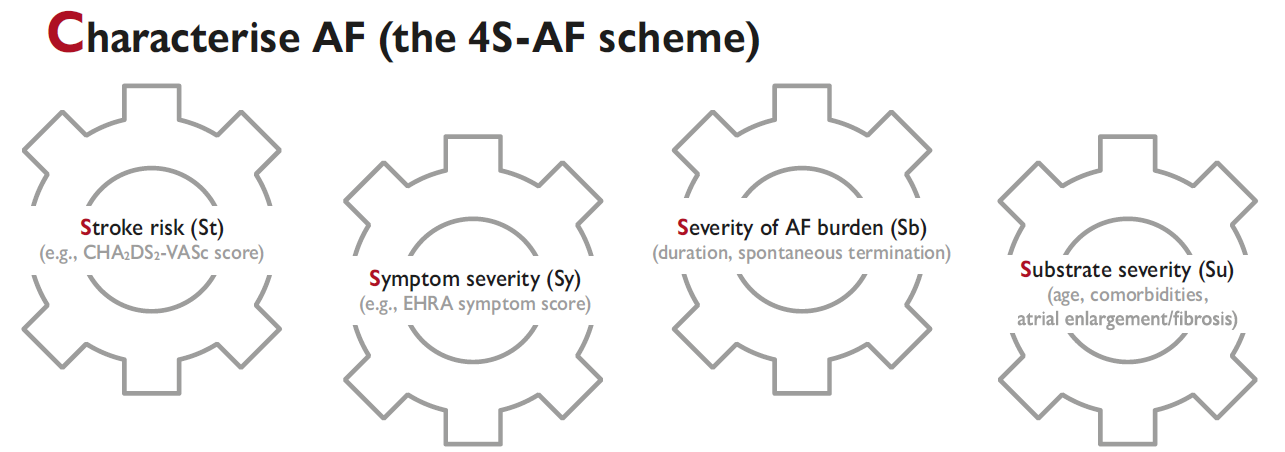 Characterise AF (the 4S-AF scheme)
Stroke risk (St)
(e.g., CHA₂DS₂-VASc score)
Symptom severity (Sy)
(e.g., EHRA symptom score)
Severity of AF burden (Sb)
(duration, spontaneous termination)
Substrate severity (Su)
(age, comorbidities,
atrial enlargement/fibrosis)